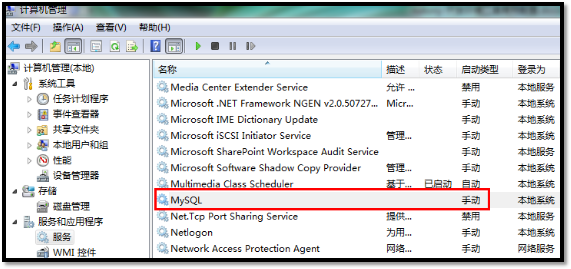 计算机管理
文件(F) 操作(A) 查看(V) 帮助(H)
计算机管理(本地)
系统工具
任务计划程序
事件查看器
共享文件夹
本地用户和组
性能
设备管理器
存储
磁盘管理
服务和应用程序
服务
WMI 控件
名称 描述 状态 启动类型 登录为
Media Center Extender Service 允许 ... 禁用 本地服务
Microsoft .NET Framework NGEN v2.0.50727... Micr... 手动 本地系统
Microsoft IME Dictionary Update 手动 本地系统
Microsoft iSCSI Initiator Service 管理... 手动 本地系统
Microsoft SharePoint Workspace Audit Service 手动 本地服务
Microsoft Software Shadow Copy Provider 管理... 手动 本地系统
Multimedia Class Scheduler 基于... 已启动 自动 本地系统
MySQL 手动 本地系统
Net.Tcp Port Sharing Service 提供... 禁用 本地服务
Netlogon 为用... 手动 本地系统
Network Access Protection Agent 网络... 手动 网络服务